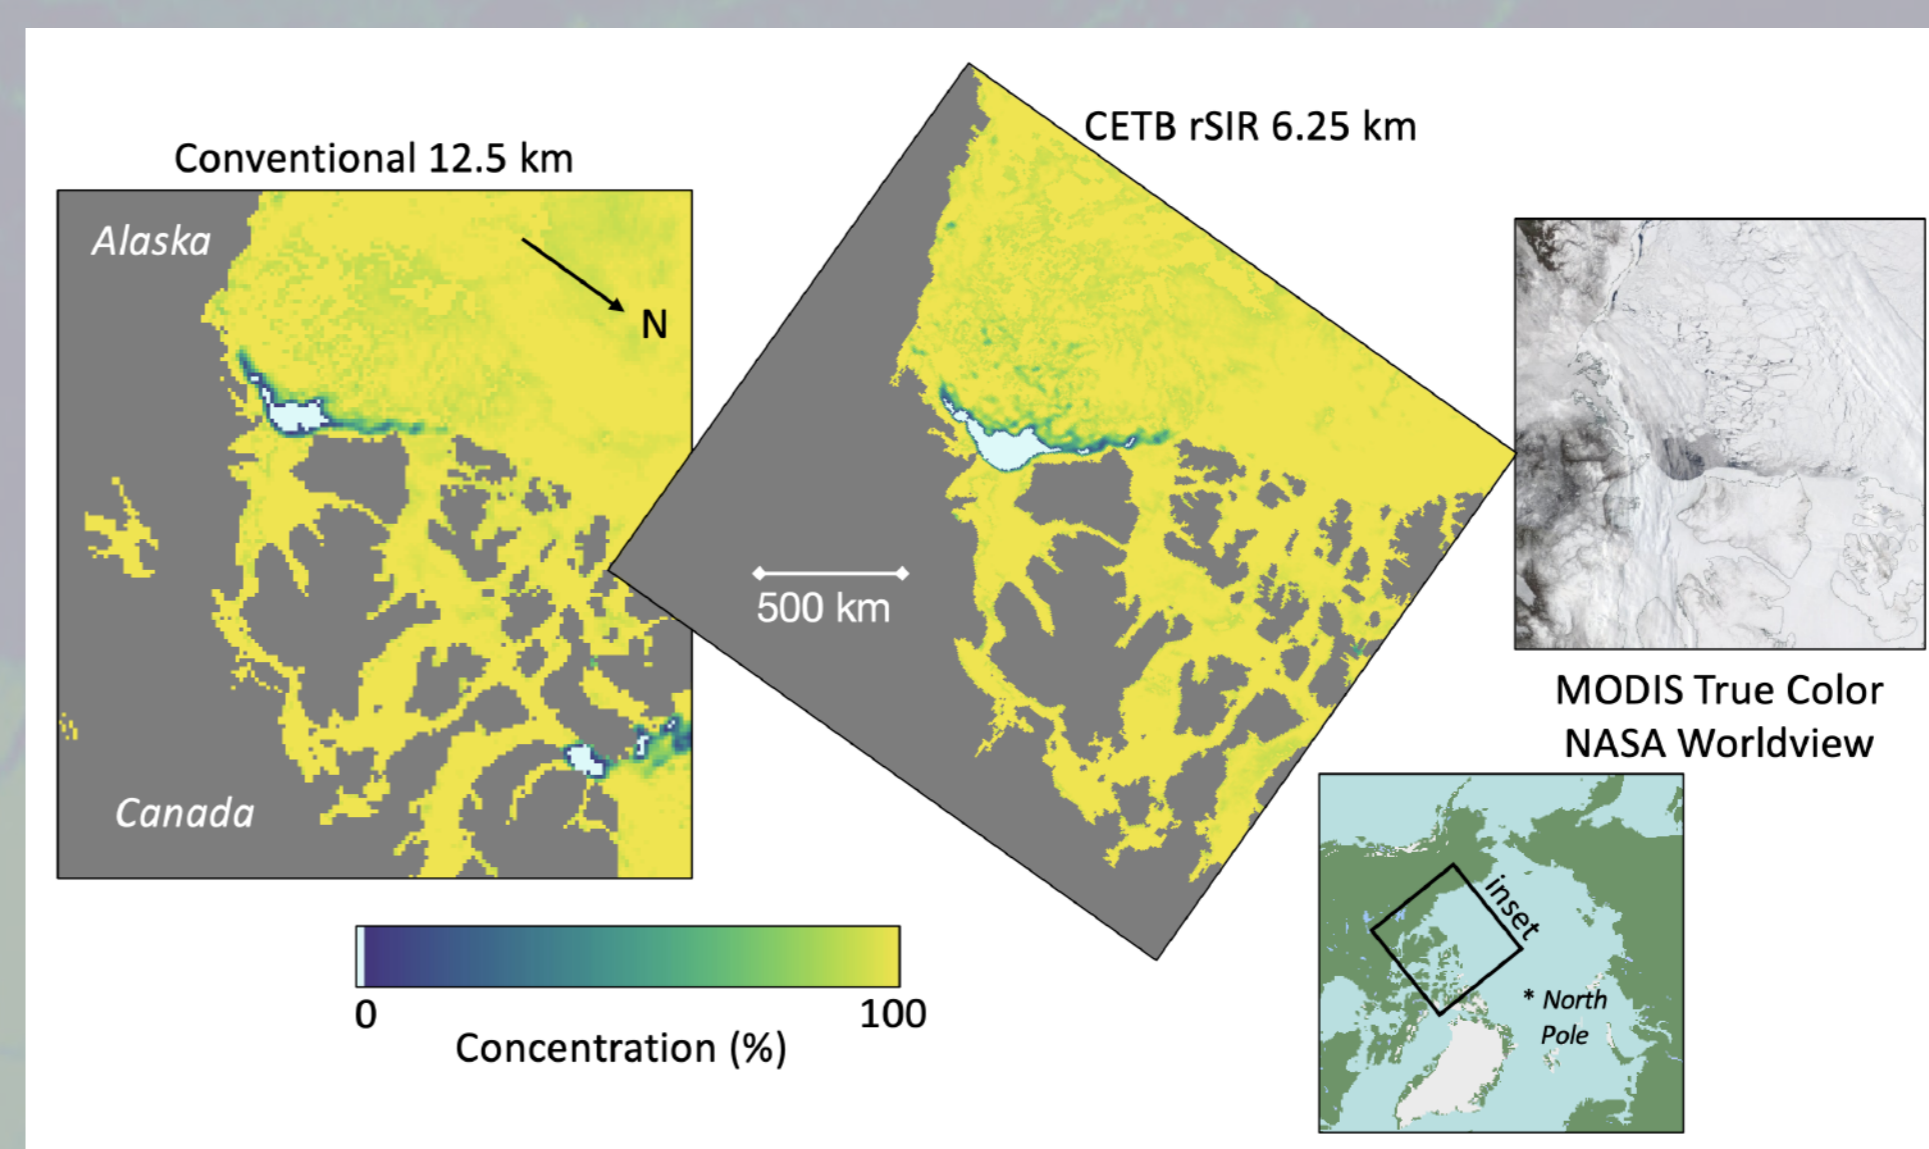 Conventional 12.5 km
CETB rSIR 6.25 km
Alaska
N
500 km
Canada
MODIS True Color
NASA Worldview
inset
* North
Pole
0
100
Concentration (%)